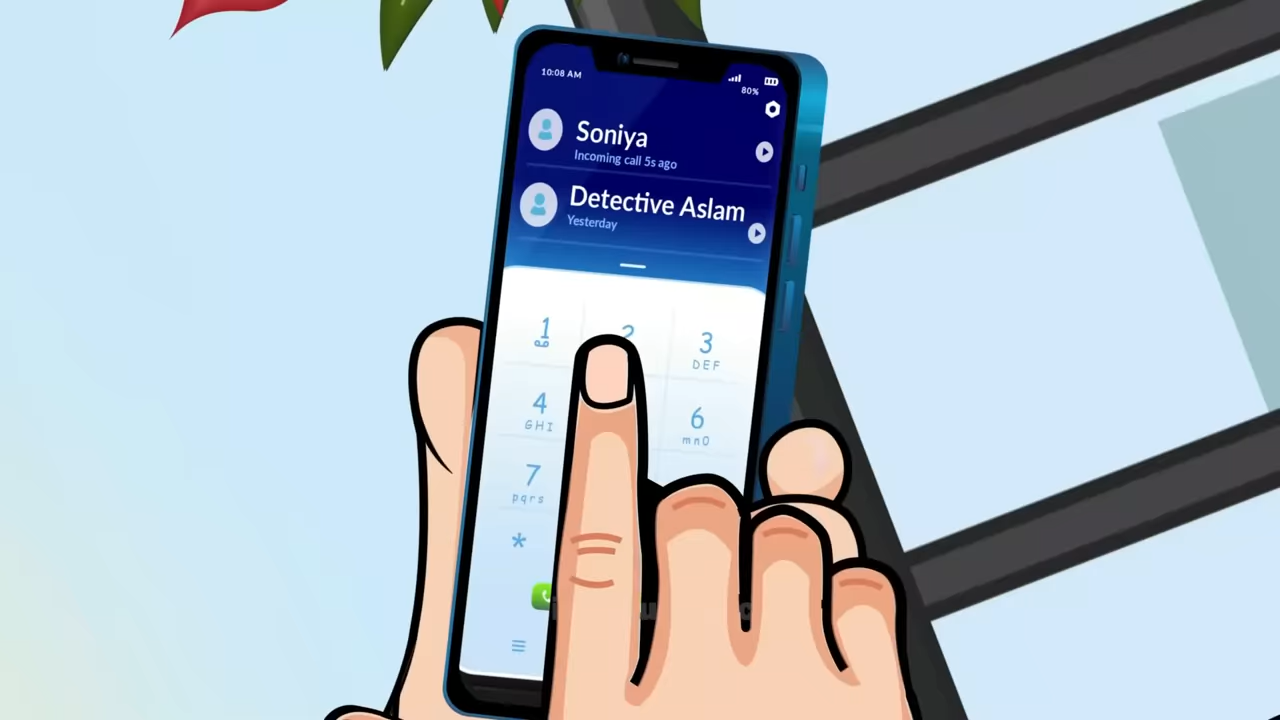 10:08 AM
80%
Soniya
Incoming call 5s ago
Detective Aslam
Yesterday
1 2 3
DEF
4 6
GHI mnO
7
pqrs
*